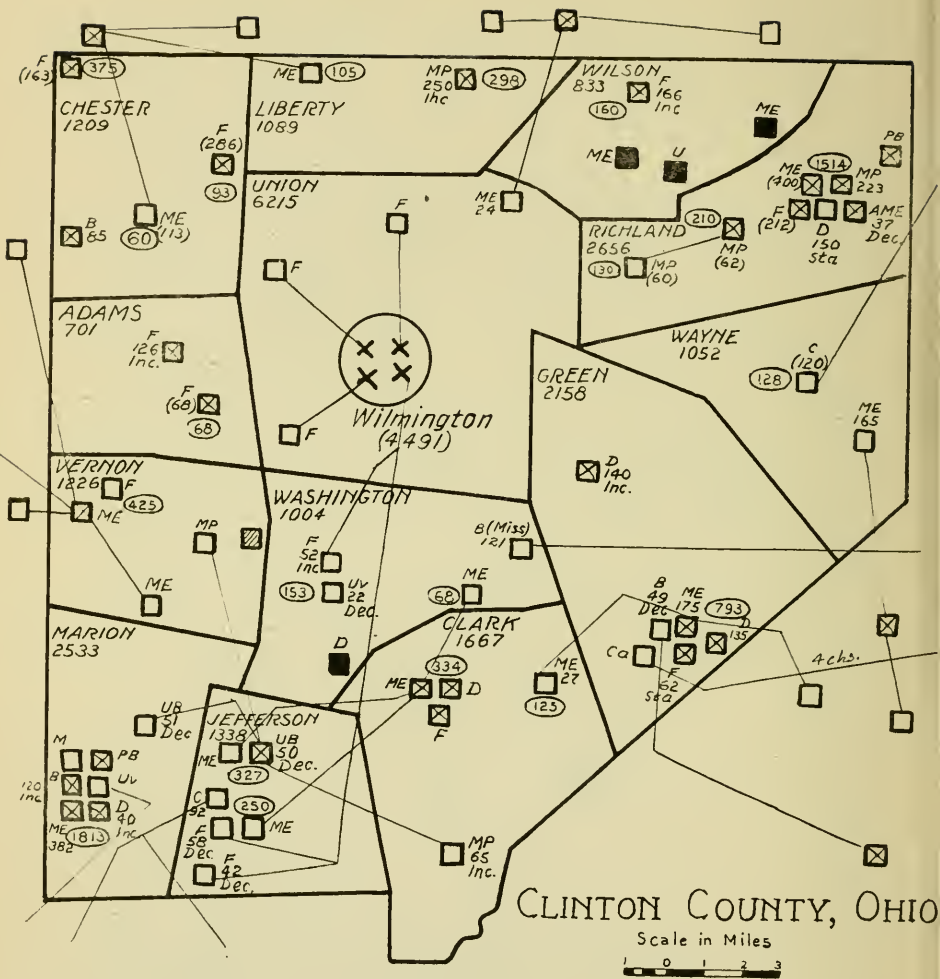 F
(163)
375
CHESTER
1209
F
(286)
93
B
85
ME
(113)
60
ME
105
MP
250
Inc
298
LIBERTY
1089
WILSON
833
F
166
Inc
160
ME
ME
U
PB
1514
ME
(400)
MP
223
F
(212)
D
150
Sta
AME
37
Dec.
UNION
6215
F
F
F
ME
24
Wilmington
(4491)
RICHLAND
2656
210
MP
(62)
130
MP
(60)
ADAMS
701
F
126
Inc.
F
(68)
68
WAYNE
1052
C
(120)
128
ME
165
GREEN
2158
D
140
Inc.
B
49
Dec
ME
175
793
D
135
Ca
F
62
Sta
4 chs.
VERNON
1226
F
425
ME
MP
ME
WASHINGTON
1004
F
52
Inc
153
Uv
22
Dec.
B (Miss)
121
ME
68
D
CLARK
1667
334
ME
D
F
ME
27
123
MP
65
Inc.
MARION
2533
UB
51
Dec
M
PB
B
120
Inc
Uv
ME
382
D
40
Inc
1813
JEFFERSON
1338
ME
UB
50
Dec.
327
C
92
250
F
58
Dec.
ME
F
42
Dec.
CLINTON COUNTY, OHIO
Scale in Miles
1 0 1 2 3